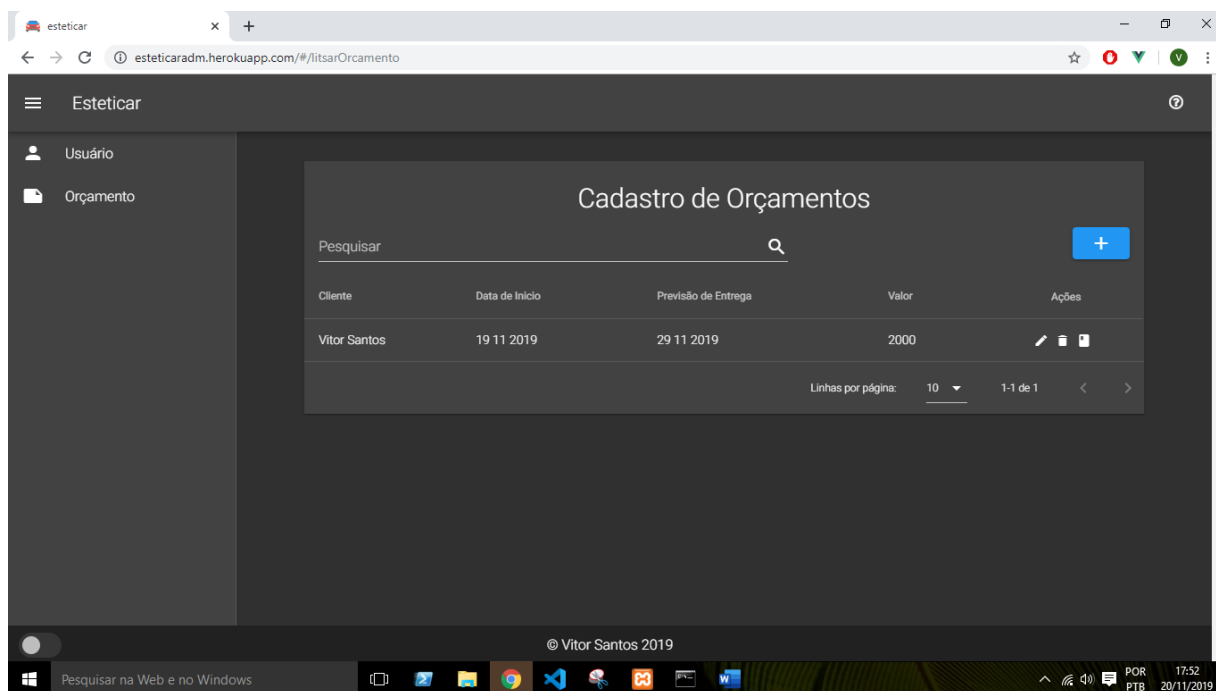 esteticar
esteticaradm.herokuapp.com/#/litsarOrcamento
V
Esteticar
Usuário
Orçamento
Cadastro de Orçamentos
Pesquisar
Cliente Data de Inicio Previsão de Entrega Valor Ações
Vitor Santos 19 11 2019 29 11 2019 2000
Linhas por página: 10 1-1 de 1
© Vitor Santos 2019
Pesquisar na Web e no Windows
POR 17:52
PTB 20/11/2019